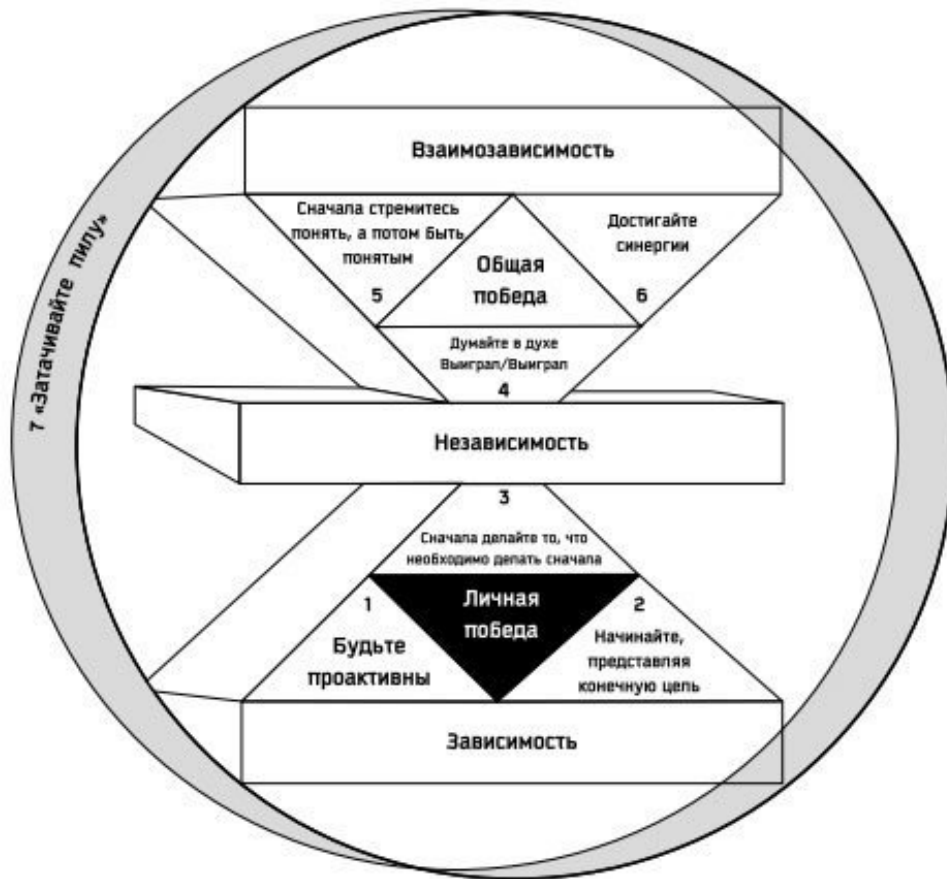 Взаимозависимость
Сначала стремитесь
понять, а потом быть
понятым
5
Общая
победа
Достигайте
синергии
6
Думайте в духе
Выиграл/Выиграл
4
7 «Затачивайте пилу»
Независимость
3
Сначала делайте то, что
необходимо делать сначала
1
Будьте
проактивны
Личная
победа
2
Начинайте,
представляя
конечную цель
Зависимость